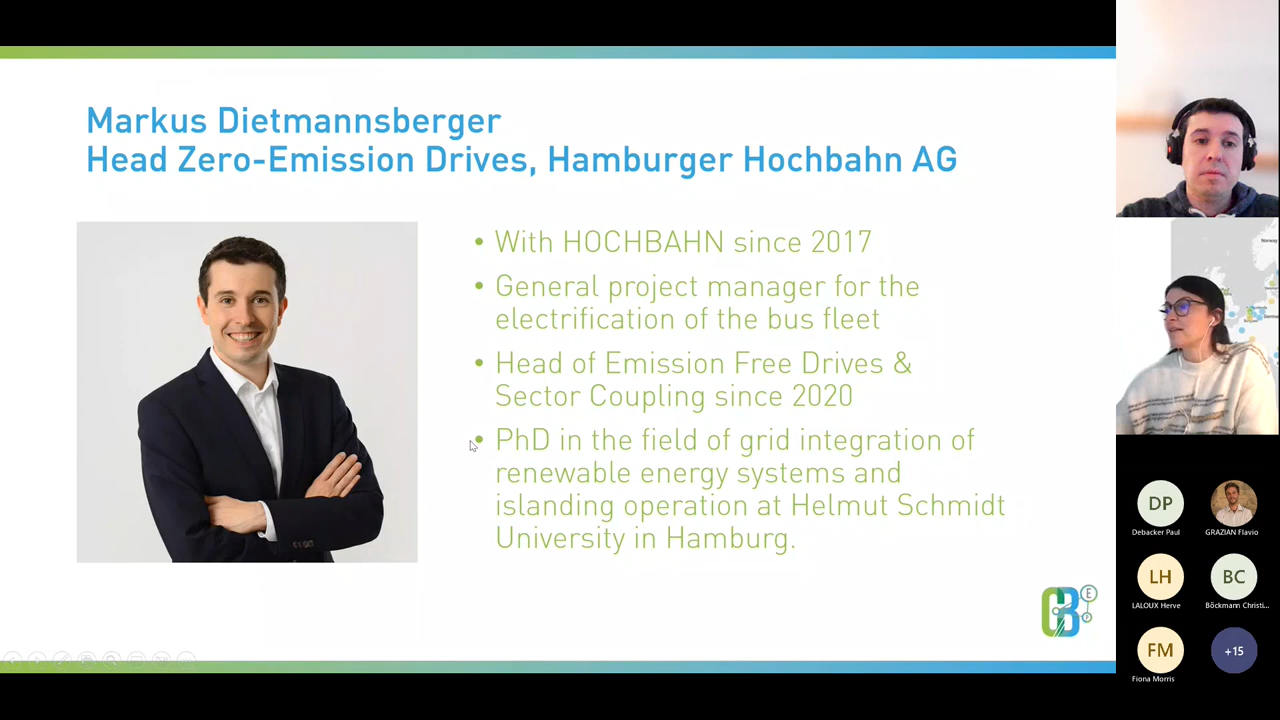 Markus Dietmannsberger
Head Zero-Emission Drives, Hamburger Hochbahn AG
• With HOCHBAHN since 2017
• General project manager for the
electrification of the bus fleet
• Head of Emission Free Drives &
Sector Coupling since 2020
• PhD in the field of grid integration of
renewable energy systems and
islanding operation at Helmut Schmidt
University in Hamburg.
Norway
DP
Debacker Paul
GRAZIAN Flavio
LH
LALOUX Herve
BC
Böckmann Christi...
FM
Fiona Morris
+15